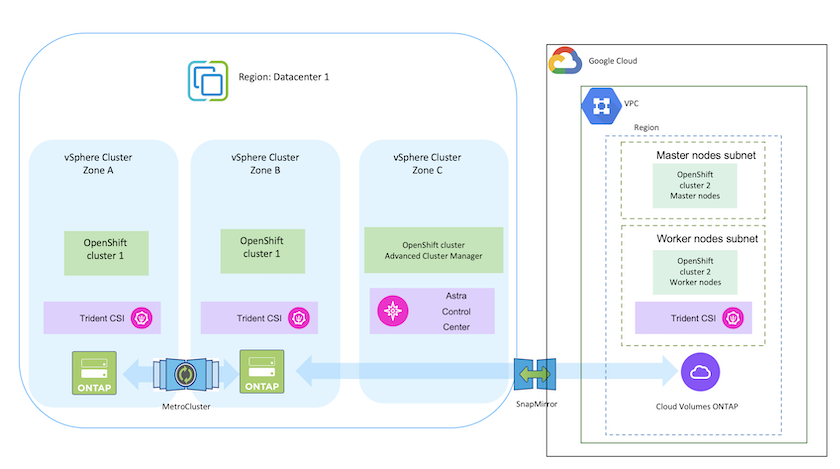 Region: Datacenter 1
vSphere Cluster
Zone A
OpenShift
cluster 1
Trident CSI
ONTAP
vSphere Cluster
Zone B
OpenShift
cluster 1
Trident CSI
ONTAP
MetroCluster
vSphere Cluster
Zone C
OpenShift cluster
Advanced Cluster Manager
Astra
Control
Center
SnapMirror
Google Cloud
VPC
Region
Master nodes subnet
OpenShift
cluster 2
Master nodes
Worker nodes subnet
OpenShift
cluster 2
Worker nodes
Trident CSI
Cloud Volumes ONTAP